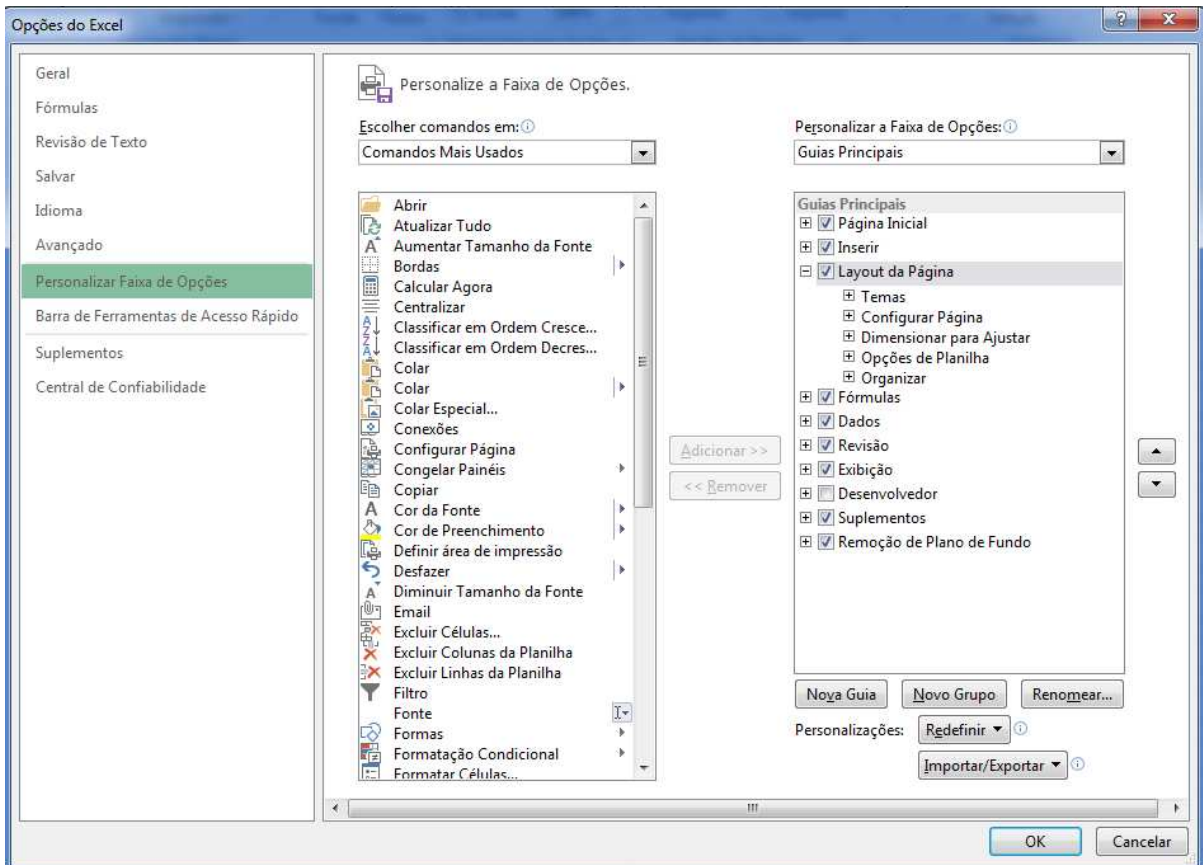 Opções do Excel
Geral
Fórmulas
Revisão de Texto
Salvar
Idioma
Avançado
Personalizar Faixa de Opções
Barra de Ferramentas de Acesso Rápido
Suplementos
Central de Confiabilidade
Personalize a Faixa de Opções.
Escolher comandos em:
Comandos Mais Usados
Abrir
Atualizar Tudo
Aumentar Tamanho da Fonte
Bordas
Calcular Agora
Centralizar
Classificar em Ordem Cresce...
Classificar em Ordem Decres...
Colar
Colar
Colar Especial...
Conexões
Configurar Página
Congelar Painéis
Copiar
Cor da Fonte
Cor de Preenchimento
Definir área de impressão
Desfazer
Diminuir Tamanho da Fonte
Email
Excluir Células...
Excluir Colunas da Planilha
Excluir Linhas da Planilha
Filtro
Fonte
Formas
Formatação Condicional
Formatar Células...
Adicionar >>
<< Remover
Personalizar a Faixa de Opções:
Guias Principais
Guias Principais
Página Inicial
Inserir
Layout da Página
Temas
Configurar Página
Dimensionar para Ajustar
Opções de Planilha
Organizar
Fórmulas
Dados
Revisão
Exibição
Desenvolvedor
Suplementos
Remoção de Plano de Fundo
Nova Guia Novo Grupo Renomear...
Personalizações: Redefinir
Importar/Exportar
OK Cancelar